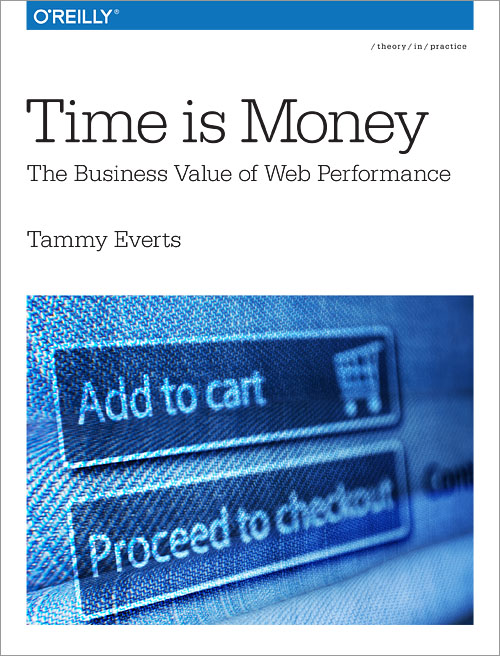 O'REILLY®
/theory/in/practice
Time is Money
The Business Value of Web Performance
Tammy Everts
Add to cart
Proceed to checkout